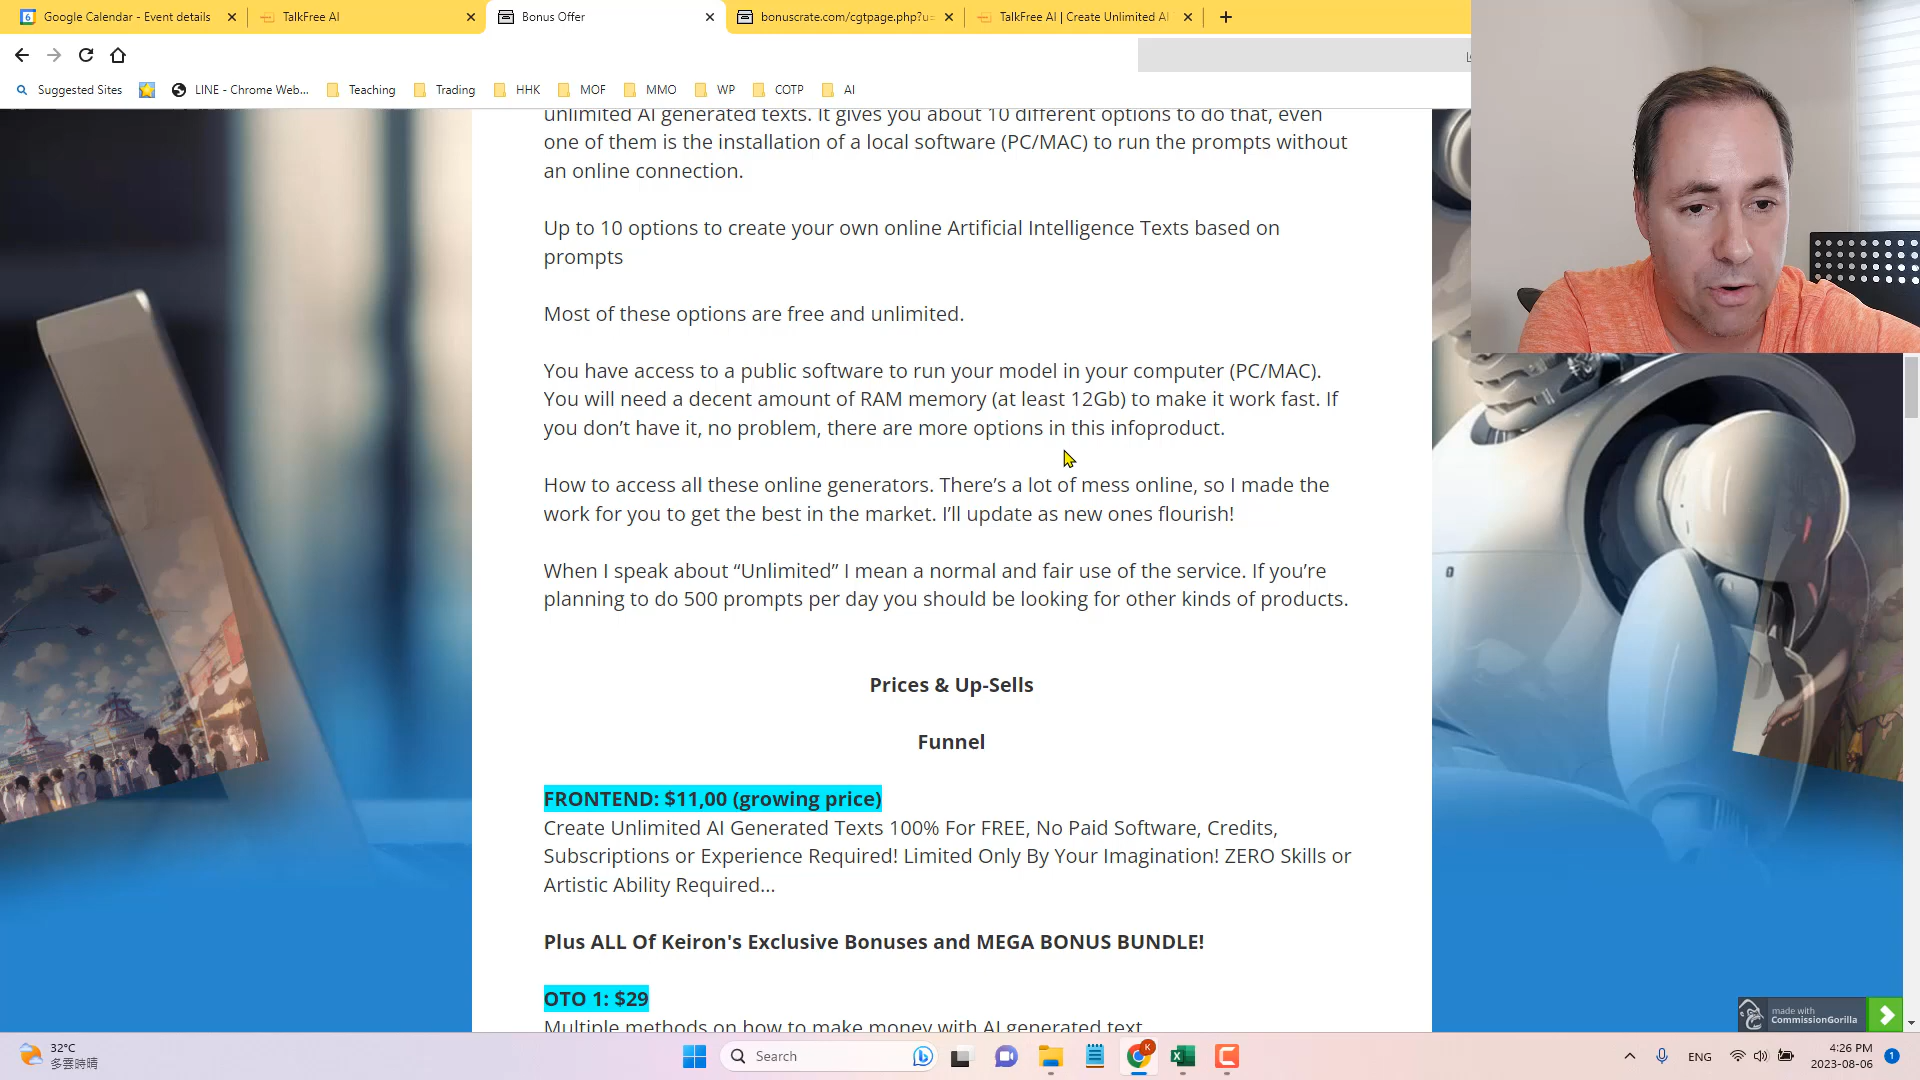 Google Calendar - Event details
TalkFree AI
Bonus Offer
bonuscrate.com/cgtpage.php?u=
TalkFree AI | Create Unlimited AI
Suggested Sites
LINE - Chrome Web...
Teaching
Trading
HHK
MOF
MMO
WP
COTP
AI
unlimited AI generated texts. It gives you about 10 different options to do that, even
one of them is the installation of a local software (PC/MAC) to run the prompts without
an online connection.
Up to 10 options to create your own online Artificial Intelligence Texts based on
prompts
Most of these options are free and unlimited.
You have access to a public software to run your model in your computer (PC/MAC).
You will need a decent amount of RAM memory (at least 12Gb) to make it work fast. If
you don't have it, no problem, there are more options in this infoproduct.
How to access all these online generators. There's a lot of mess online, so I made the
work for you to get the best in the market. I'll update as new ones flourish!
When I speak about “Unlimited” I mean a normal and fair use of the service. If you're
planning to do 500 prompts per day you should be looking for other kinds of products.
Prices & Up-Sells
Funnel
FRONTEND: $11,00 (growing price)
Create Unlimited AI Generated Texts 100% For FREE, No Paid Software, Credits,
Subscriptions or Experience Required! Limited Only By Your Imagination! ZERO Skills or
Artistic Ability Required...
Plus ALL Of Keiron's Exclusive Bonuses and MEGA BONUS BUNDLE!
OTO 1: $29
Multiple methods on how to make money with AI generated text
made with
CommissionGorilla
32°C
多雲時晴
Search
K
ENG
4:26 PM
2023-08-06
1